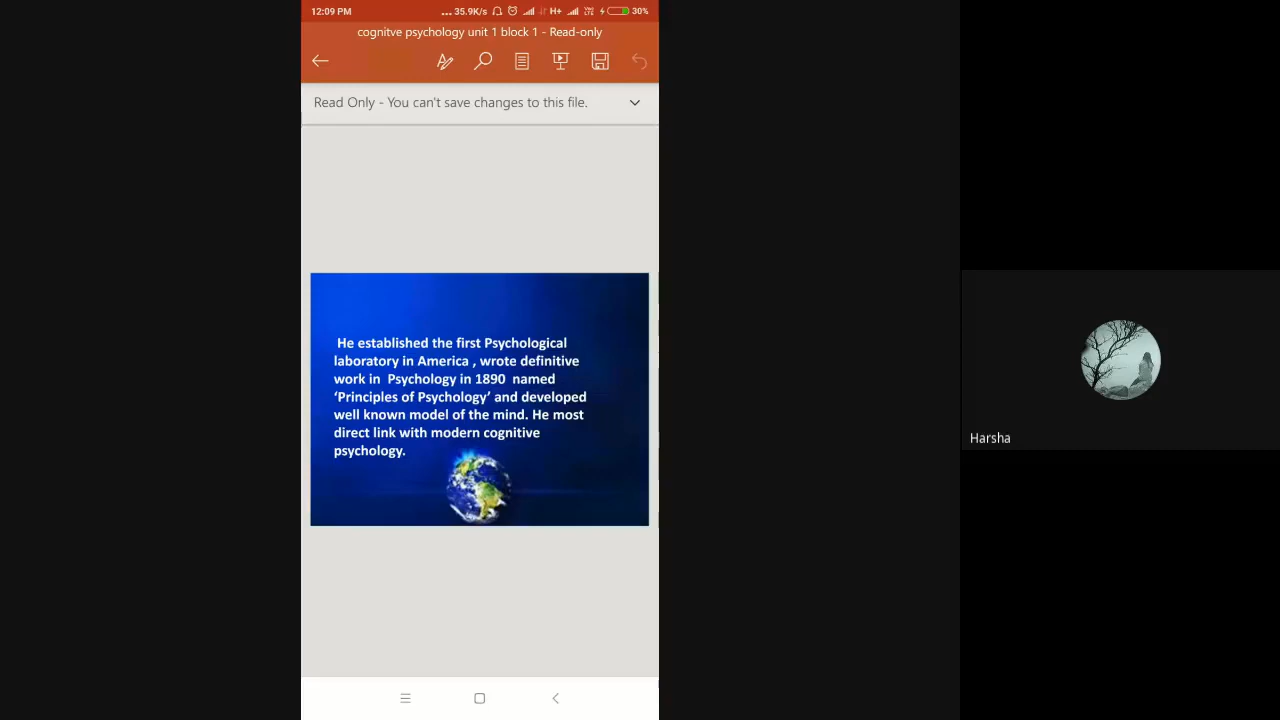 12:09 PM
... 35.9K/s H+ 30%
cognitve psychology unit 1 block 1 - Read-only
Read Only - You can't save changes to this file.
He established the first Psychological
laboratory in America , wrote definitive
work in Psychology in 1890 named
‘Principles of Psychology’ and developed
well known model of the mind. He most
direct link with modern cognitive
psychology.
Harsha